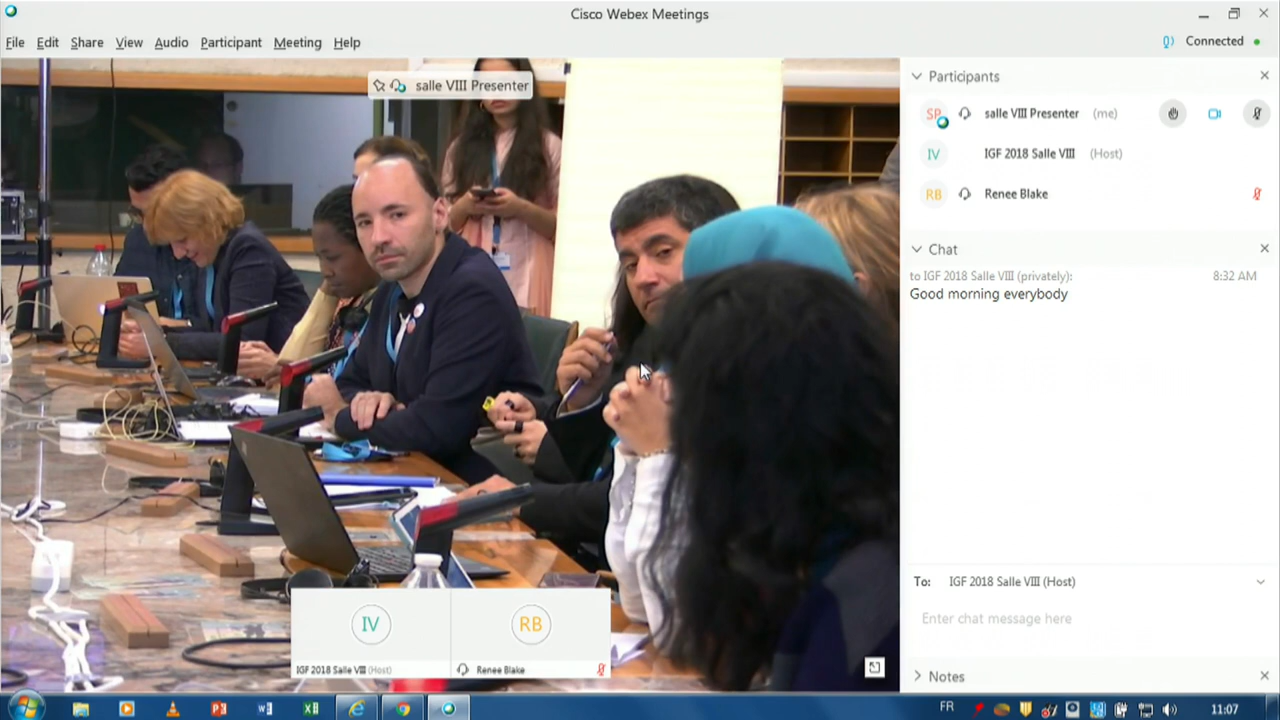 Cisco Webex Meetings
File Edit Share View Audio Participant Meeting Help
Connected
salle VIII Presenter
Participants
SP salle VIII Presenter (me)
IV IGF 2018 Salle VIII (Host)
RB Renee Blake
Chat
to IGF 2018 Salle VIII (privately): 8:32 AM
Good morning everybody
To: IGF 2018 Salle VIII (Host)
Enter chat message here
Notes
IV
RB
IGF 2018 Salle VIII (Host)
Renee Blake
FR
11:07